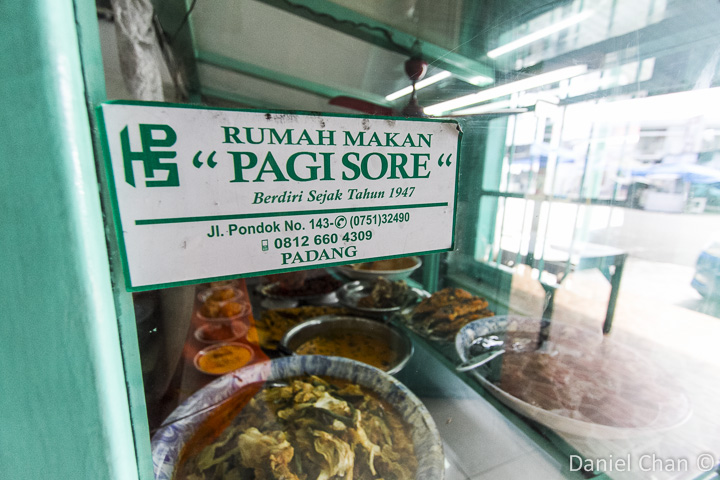 HPS
RUMAH MAKAN
“ PAGI SORE “
Berdiri Sejak Tahun 1947
Jl. Pondok No. 143-✆(0751)32490
0812 660 4309
PADANG
Daniel Chan ©